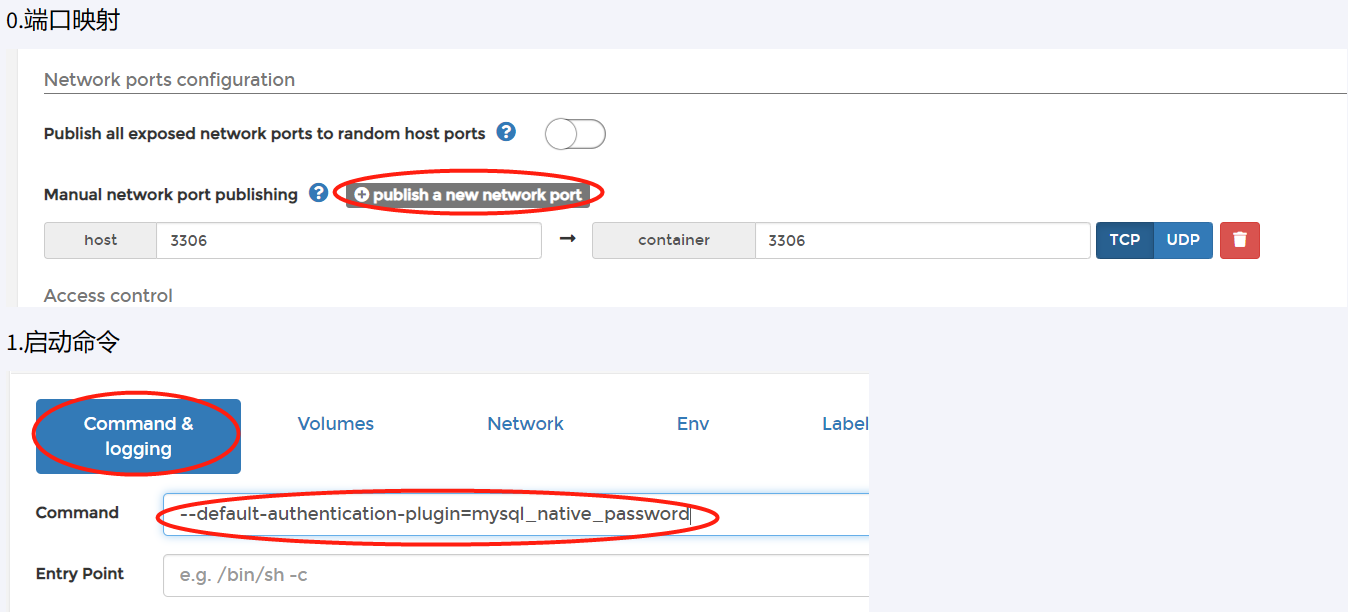 0.端口映射
Network ports configuration
Publish all exposed network ports to random host ports ?
Manual network port publishing ? + publish a new network port
host 3306 → container 3306 TCP UDP
Access control
1.启动命令
Command & logging Volumes Network Env Label
Command --default-authentication-plugin=mysql_native_password
Entry Point e.g. /bin/sh -c